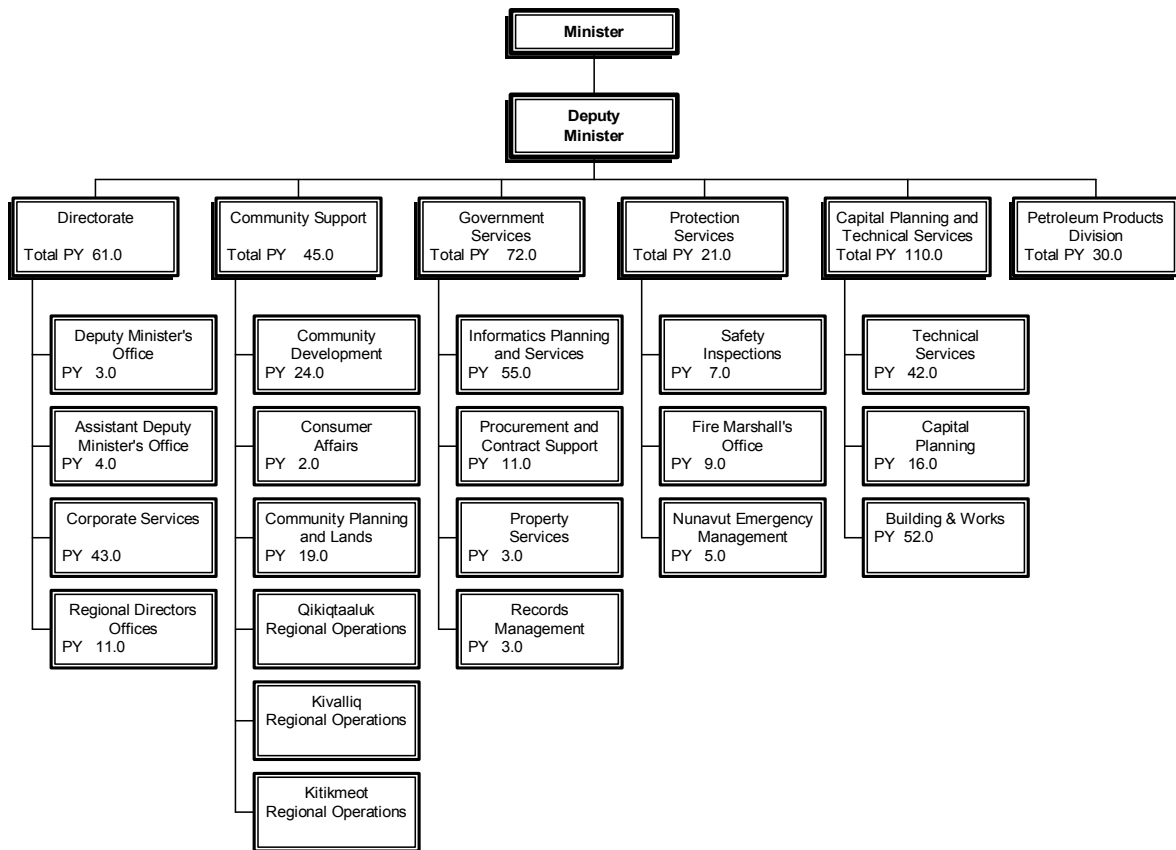 Minister
Deputy
Minister
Directorate
Total PY 61.0
Community Support
Total PY 45.0
Government
Services
Total PY 72.0
Protection
Services
Total PY 21.0
Capital Planning and
Technical Services
Total PY 110.0
Petroleum Products
Division
Total PY 30.0
Deputy Minister's
Office
PY 3.0
Assistant Deputy
Minister's Office
PY 4.0
Corporate Services
PY 43.0
Regional Directors
Offices
PY 11.0
Community
Development
PY 24.0
Consumer
Affairs
PY 2.0
Community Planning
and Lands
PY 19.0
Qikiqtaaluk
Regional Operations
Kivalliq
Regional Operations
Kitikmeot
Regional Operations
Informatics Planning
and Services
PY 55.0
Procurement and
Contract Support
PY 11.0
Property
Services
PY 3.0
Records
Management
PY 3.0
Safety
Inspections
PY 7.0
Fire Marshall's
Office
PY 9.0
Nunavut Emergency
Management
PY 5.0
Technical
Services
PY 42.0
Capital
Planning
PY 16.0
Building & Works
PY 52.0